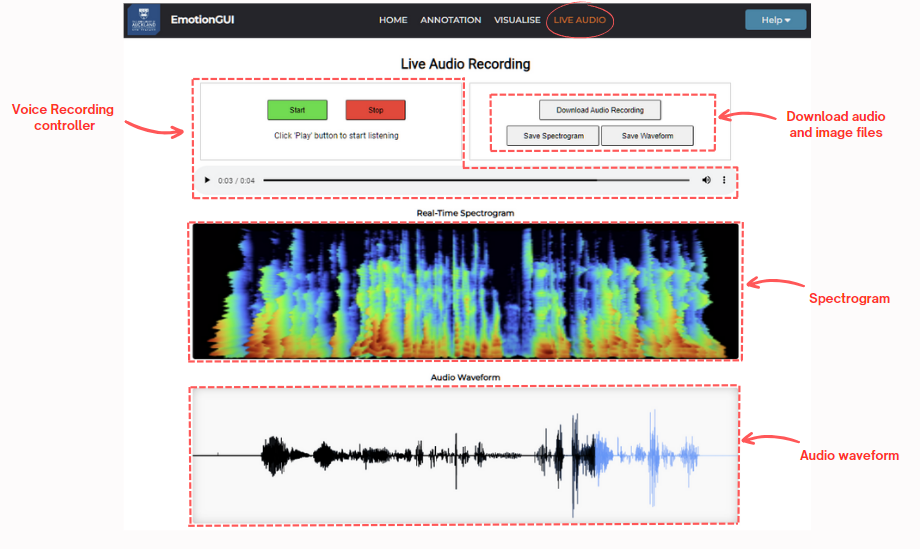 EmotionGUI
HOME ANNOTATION VISUALISE LIVE AUDIO
Help
Live Audio Recording
Voice Recording
controller
Start Stop
Click 'Play' button to start listening
Download Audio Recording
Save Spectrogram Save Waveform
Download audio
and image files
0:03 / 0:04
Real-Time Spectrogram
Spectrogram
Audio Waveform
Audio waveform